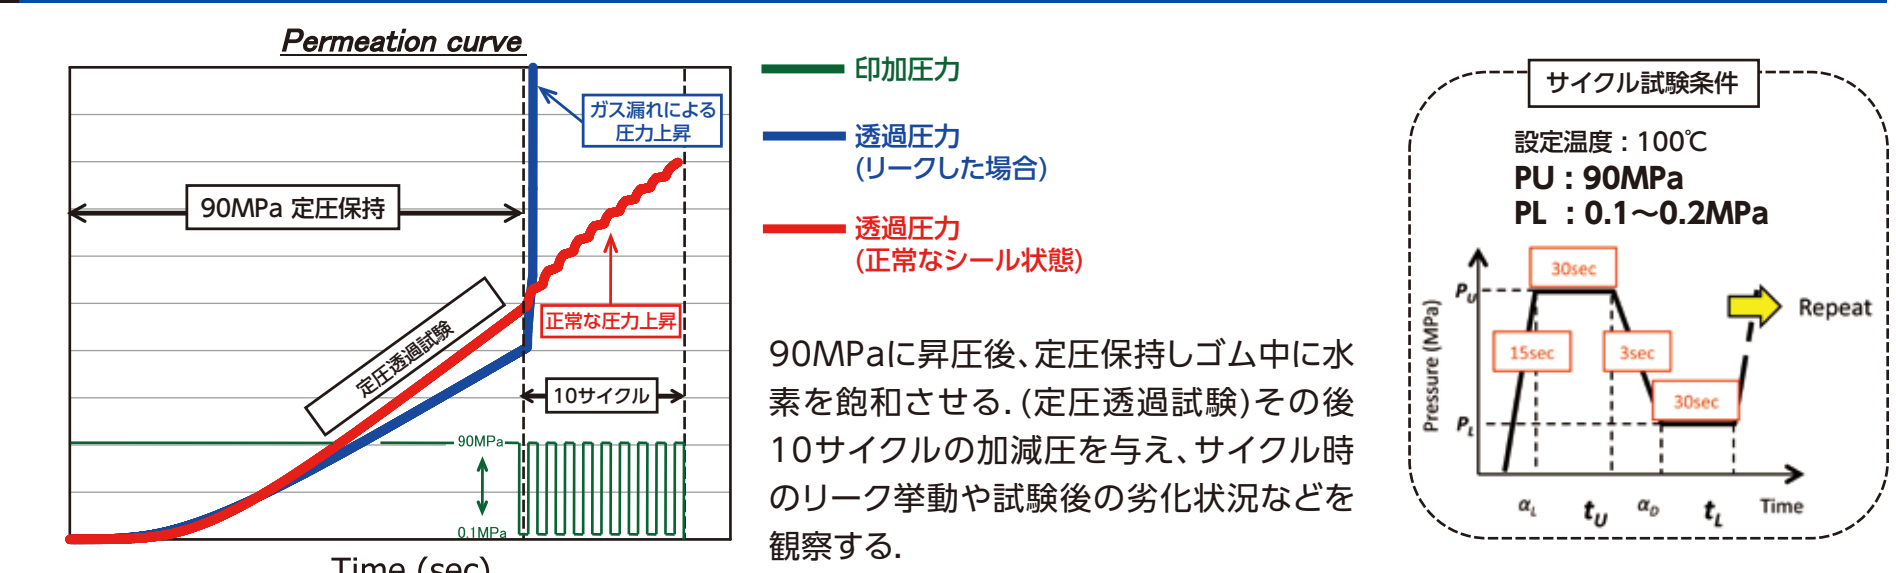 Permeation curve
ガス漏れによる
圧力上昇
90MPa 定圧保持
定圧透過試験
正常な圧力上昇
10サイクル
90MPa
0.1MPa
Time (sec)
印加圧力
透過圧力
(リークした場合)
透過圧力
(正常なシール状態)
90MPaに昇圧後、定圧保持しゴム中に水
素を飽和させる. (定圧透過試験)その後
10サイクルの加減圧を与え、サイクル時
のリーク挙動や試験後の劣化状況などを
観察する.
サイクル試験条件
設定温度 : 100℃
PU : 90MPa
PL : 0.1～0.2MPa
Pressure (MPa)
PU
PL
30sec
15sec
3sec
30sec
Repeat
αL
tU
αD
tL
Time